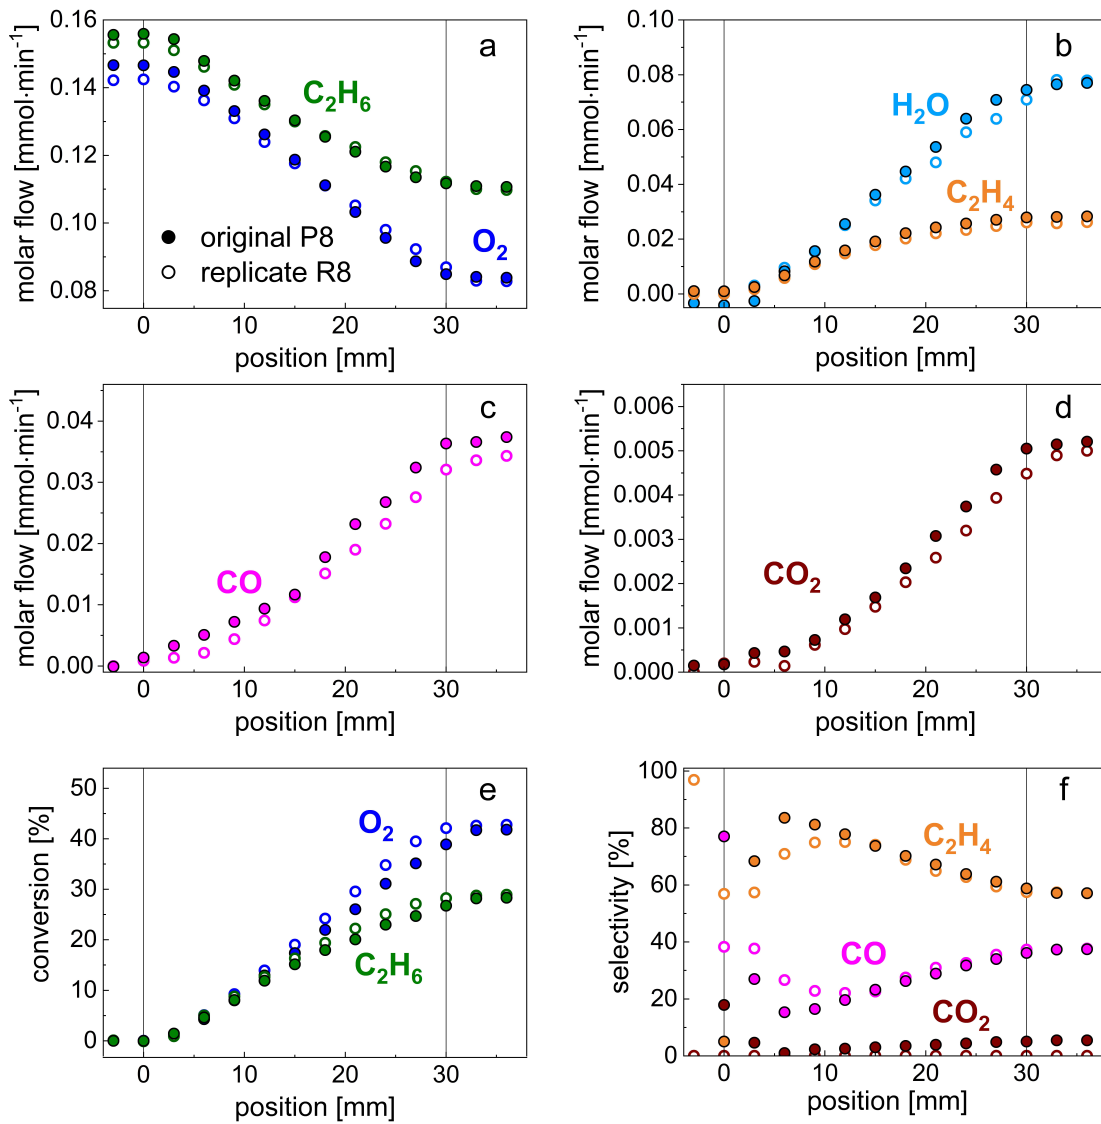 a
0.16
0.14
0.12
0.10
0.08
molar flow [mmol·min⁻¹]
C₂H₆
O₂
original P8
replicate R8
0 10 20 30
position [mm]
b
0.10
0.08
0.06
0.04
0.02
0.00
molar flow [mmol·min⁻¹]
H₂O
C₂H₄
0 10 20 30
position [mm]
c
0.04
0.03
0.02
0.01
0.00
molar flow [mmol·min⁻¹]
CO
0 10 20 30
position [mm]
d
0.006
0.005
0.004
0.003
0.002
0.001
0.000
molar flow [mmol·min⁻¹]
CO₂
0 10 20 30
position [mm]
e
50
40
30
20
10
0
conversion [%]
O₂
C₂H₆
0 10 20 30
position [mm]
f
100
80
60
40
20
0
selectivity [%]
C₂H₄
CO
CO₂
0 10 20 30
position [mm]